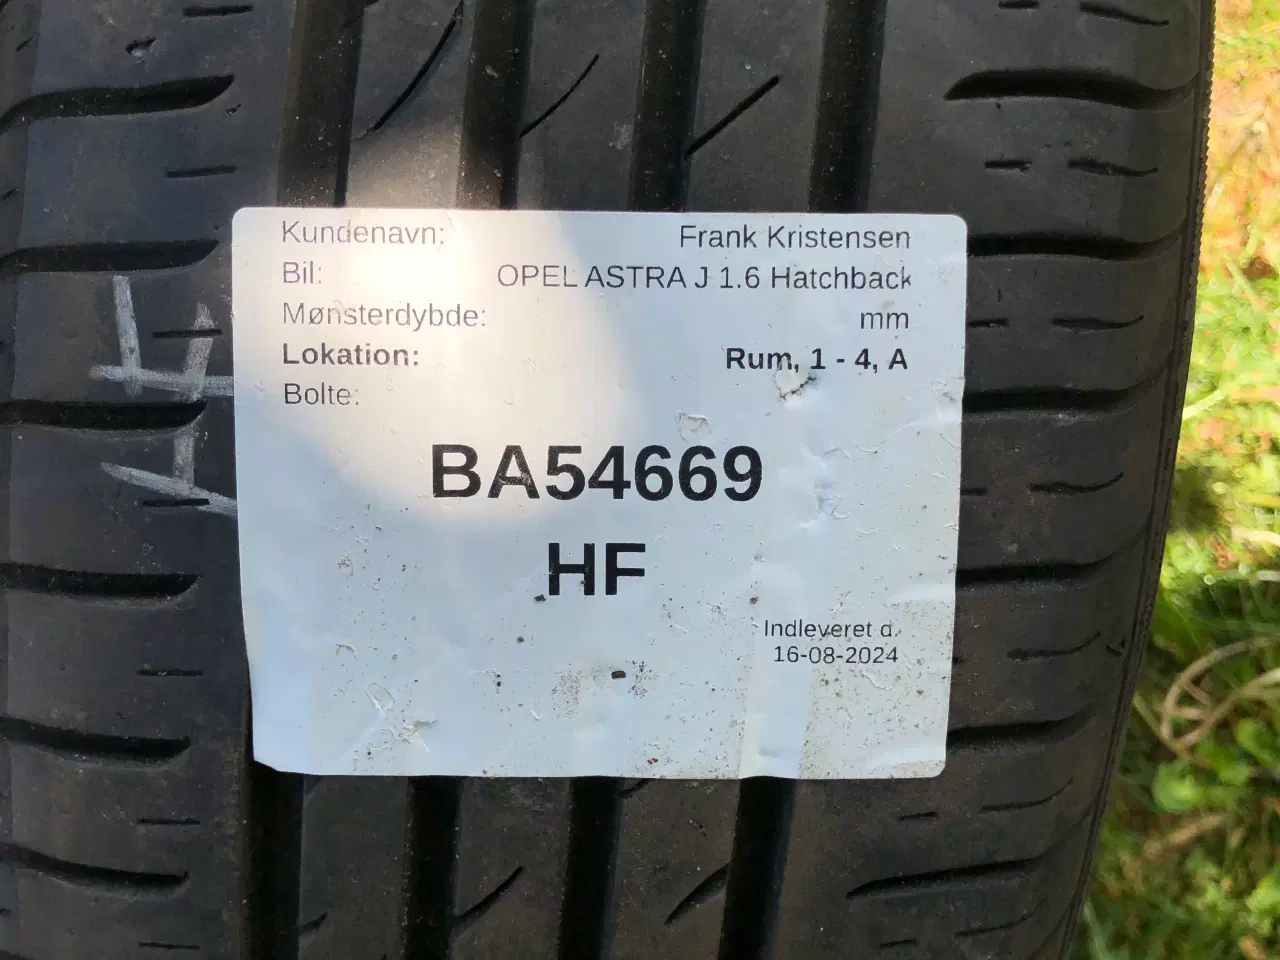 Kundenavn: Frank Kristensen
Bil: OPEL ASTRA J 1.6 Hatchback
Mønsterdybde: mm
Lokation: Rum, 1 - 4, A
Bolte:
BA54669
HF
Indleveret d.
16-08-2024
HF